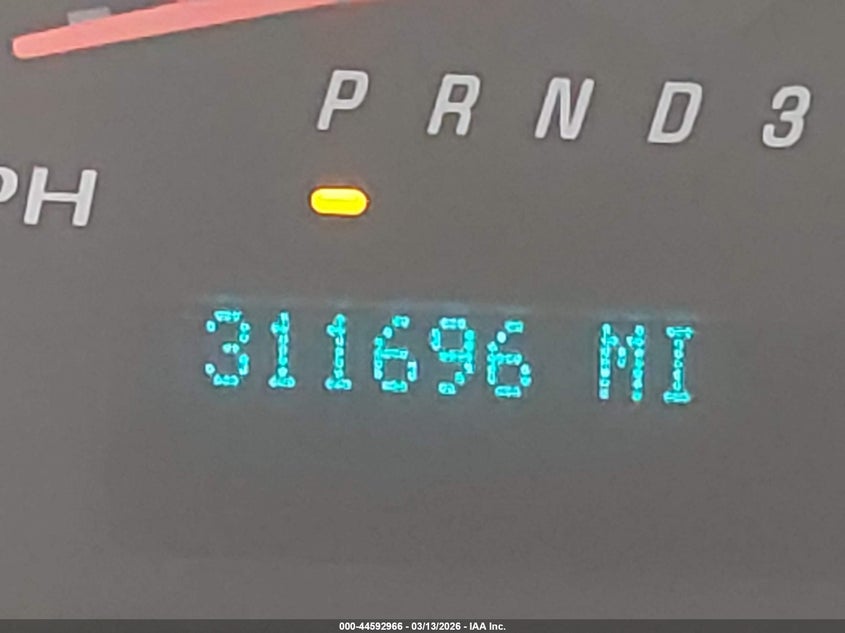 P R N D 3
PH
311696 MI
000-44592966 - 03/13/2026 - IAA Inc.